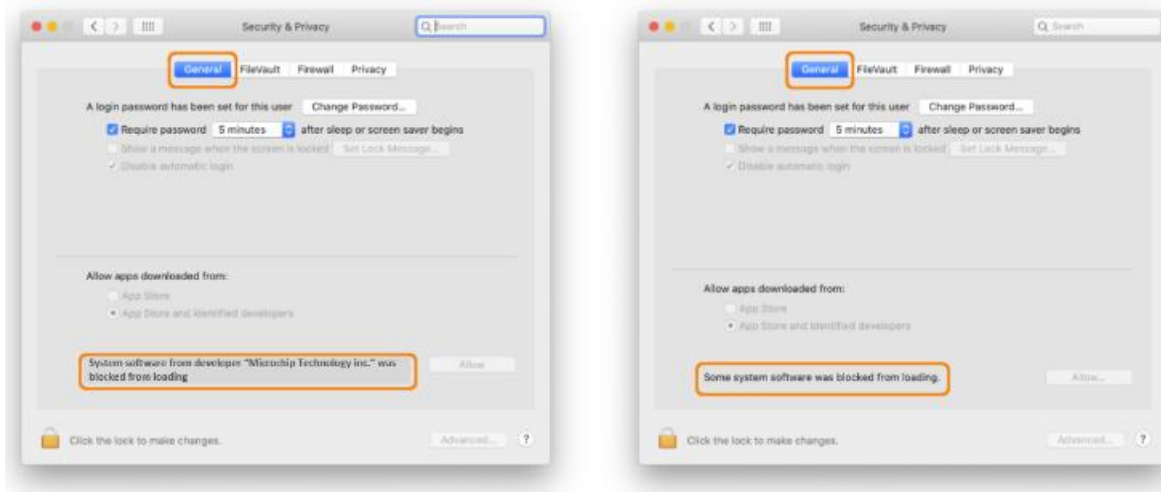 Security & Privacy
Search
General FileVault Firewall Privacy
A login password has been set for this user Change Password...
Require password 5 minutes after sleep or screen saver begins
Show a message when the screen is locked Set Lock Message...
Disable automatic login
Allow apps downloaded from:
App Store
App Store and identified developers
System software from developer "Microchip Technology inc." was
blocked from loading
Allow
Click the lock to make changes.
Advanced... ?
Security & Privacy
Search
General FileVault Firewall Privacy
A login password has been set for this user Change Password...
Require password 5 minutes after sleep or screen saver begins
Show a message when the screen is locked Set Lock Message...
Disable automatic login
Allow apps downloaded from:
App Store
App Store and identified developers
Some system software was blocked from loading.
Allow...
Click the lock to make changes.
Advanced... ?